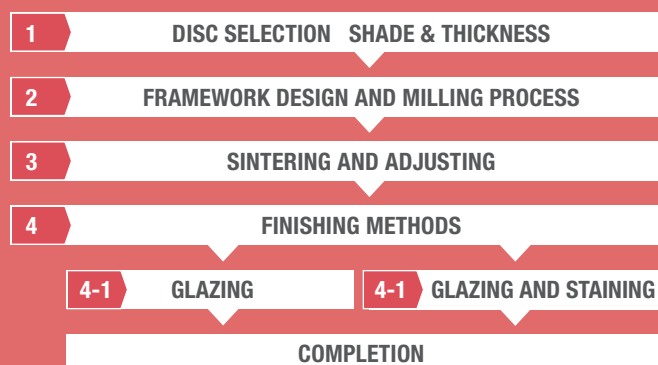 1 DISC SELECTION SHADE & THICKNESS
2 FRAMEWORK DESIGN AND MILLING PROCESS
3 SINTERING AND ADJUSTING
4 FINISHING METHODS
4-1 GLAZING 4-1 GLAZING AND STAINING
COMPLETION